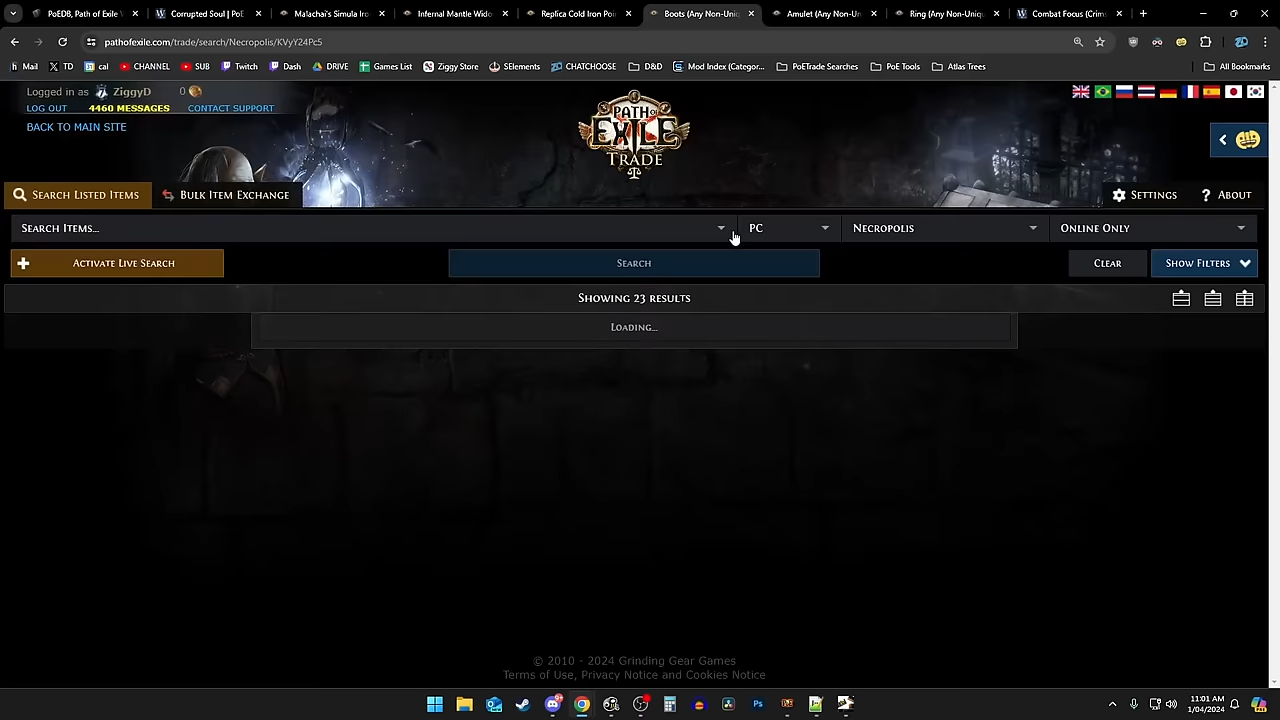 PoEDB, Path of Exile W
Corrupted Soul | PoE
Malachai's Simula Iro
Infernal Mantle Wido
Replica Cold Iron Poin
Boots (Any Non-Uniq
Amulet (Any Non-Un
Ring (Any Non-Unique
Combat Focus (Crims
pathofexile.com/trade/search/Necropolis/KVyY24Pc5
Mail
TD
cal
CHANNEL
SUB
Twitch
Dash
DRIVE
Games List
Ziggy Store
SElements
CHATCHOOSE
D&D
Mod Index (Categor...
PoETrade Searches
PoE Tools
Atlas Trees
All Bookmarks
Logged in as ZiggyD 0
LOG OUT 4460 MESSAGES CONTACT SUPPORT
BACK TO MAIN SITE
PATH OF
EXILE
TRADE
Search Listed Items
Bulk Item Exchange
Settings
? About
Search Items...
PC
Necropolis
Online Only
Activate Live Search
Search
Clear
Show Filters
Showing 23 results
Loading...
© 2010 - 2024 Grinding Gear Games
Terms of Use, Privacy Notice and Cookies Notice
11:01 AM
1/04/2024